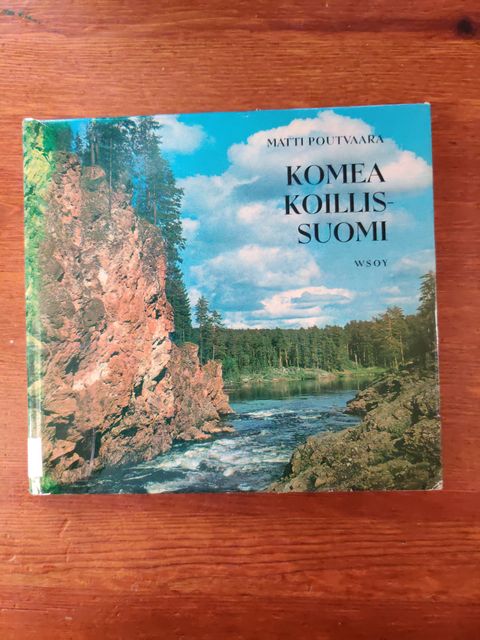 MATTI POUTVAARA
KOMEA
KOILLIS-
SUOMI
WSOY